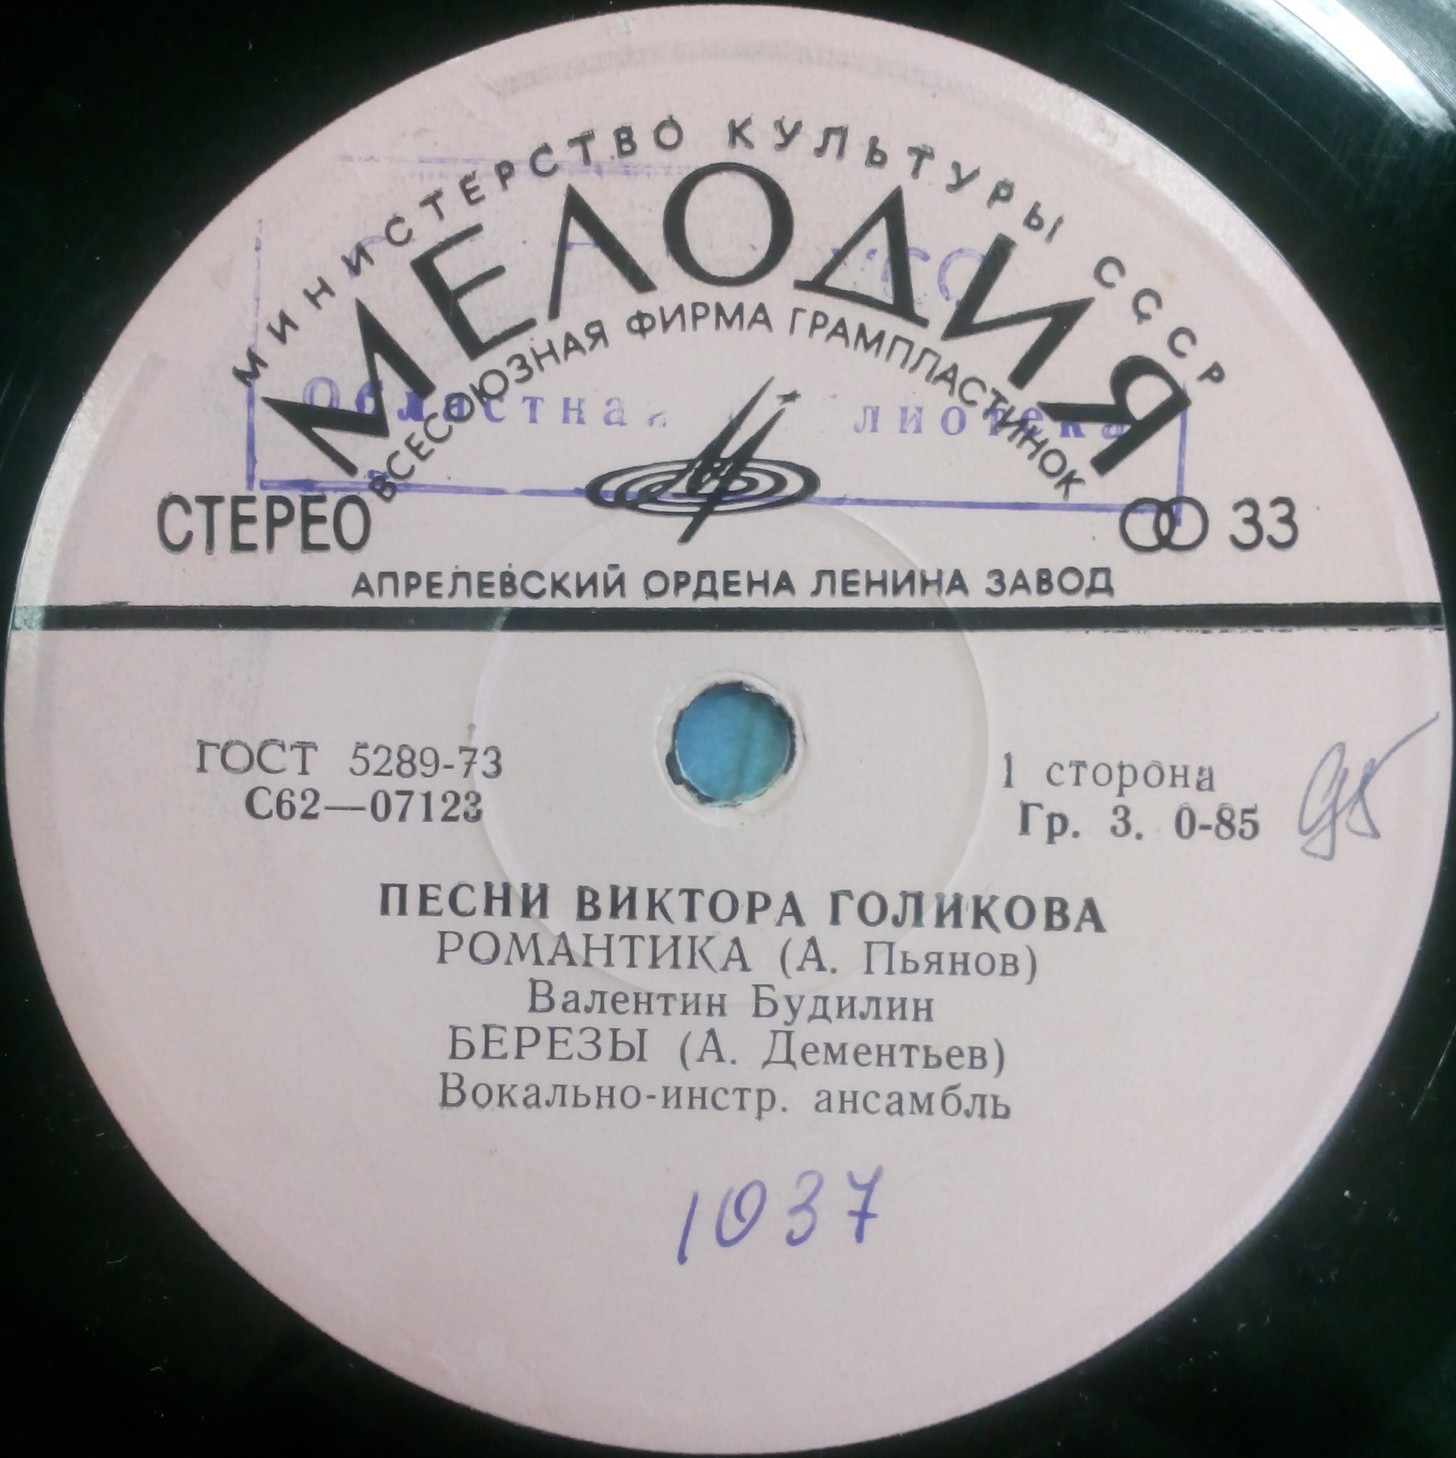 МИНИСТЕРСТВО КУЛЬТУРЫ СССР
МЕЛОДИЯ
ВСЕСОЮЗНАЯ ФИРМА ГРАМПЛАСТИНОК
Областная
СТЕРЕО
33
АПРЕЛЕВСКИЙ ОРДЕНА ЛЕНИНА ЗАВОД
ГОСТ 5289-73
С62—07123
1 сторона
Гр. 3. 0-85
ПЕСНИ ВИКТОРА ГОЛИКОВА
РОМАНТИКА (А. Пьянов)
Валентин Будилин
БЕРЕЗЫ (А. Дементьев)
Вокально-инстр. ансамбль
1037